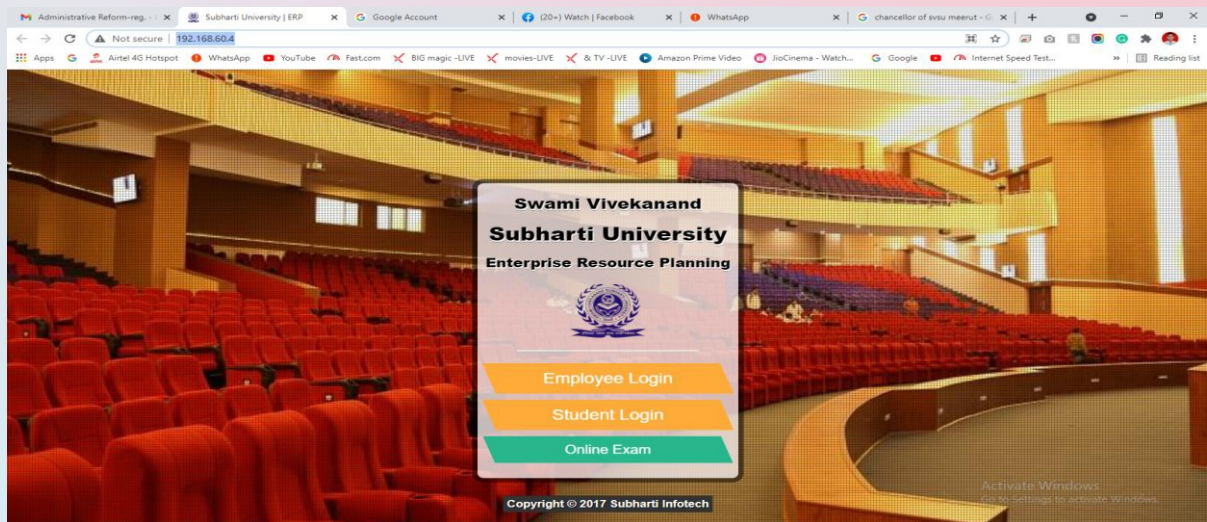 Administrative Reform-reg. -
Subharti University | ERP
Google Account
(20+) Watch | Facebook
WhatsApp
chancellor of svsu meerut - G
Not secure | 192.168.60.4
Apps
Airtel 4G Hotspot
WhatsApp
YouTube
Fast.com
BIG magic -LIVE
movies-LIVE
& TV -LIVE
Amazon Prime Video
JioCinema - Watch...
Google
Internet Speed Test...
»
Reading list
Swami Vivekanand
Subharti University
Enterprise Resource Planning
Employee Login
Student Login
Online Exam
Activate Windows
Go to Settings to activate Windows.
Copyright © 2017 Subharti Infotech